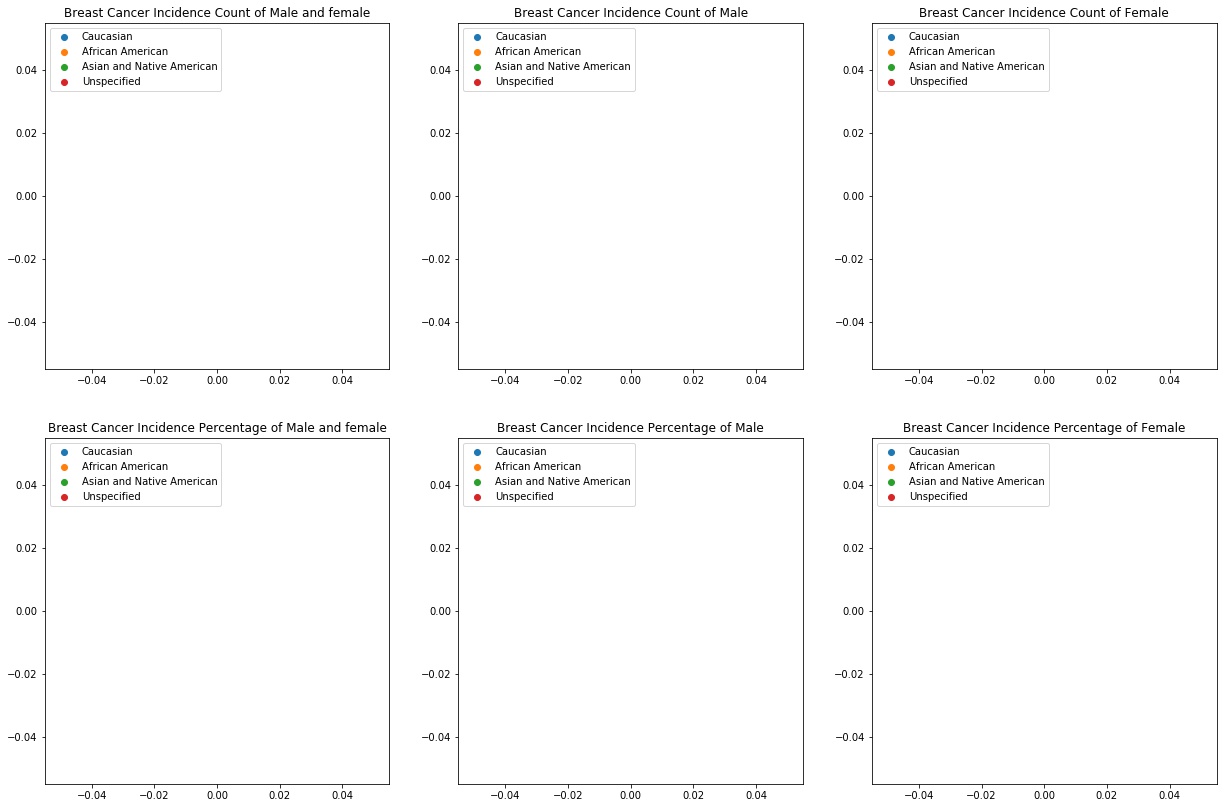 Breast Cancer Incidence Count of Male and female
Caucasian
African American
Asian and Native American
Unspecified
0.04
0.02
0.00
−0.02
−0.04
−0.04 −0.02 0.00 0.02 0.04
Breast Cancer Incidence Count of Male
Caucasian
African American
Asian and Native American
Unspecified
0.04
0.02
0.00
−0.02
−0.04
−0.04 −0.02 0.00 0.02 0.04
Breast Cancer Incidence Count of Female
Caucasian
African American
Asian and Native American
Unspecified
0.04
0.02
0.00
−0.02
−0.04
−0.04 −0.02 0.00 0.02 0.04
Breast Cancer Incidence Percentage of Male and female
Caucasian
African American
Asian and Native American
Unspecified
0.04
0.02
0.00
−0.02
−0.04
−0.04 −0.02 0.00 0.02 0.04
Breast Cancer Incidence Percentage of Male
Caucasian
African American
Asian and Native American
Unspecified
0.04
0.02
0.00
−0.02
−0.04
−0.04 −0.02 0.00 0.02 0.04
Breast Cancer Incidence Percentage of Female
Caucasian
African American
Asian and Native American
Unspecified
0.04
0.02
0.00
−0.02
−0.04
−0.04 −0.02 0.00 0.02 0.04